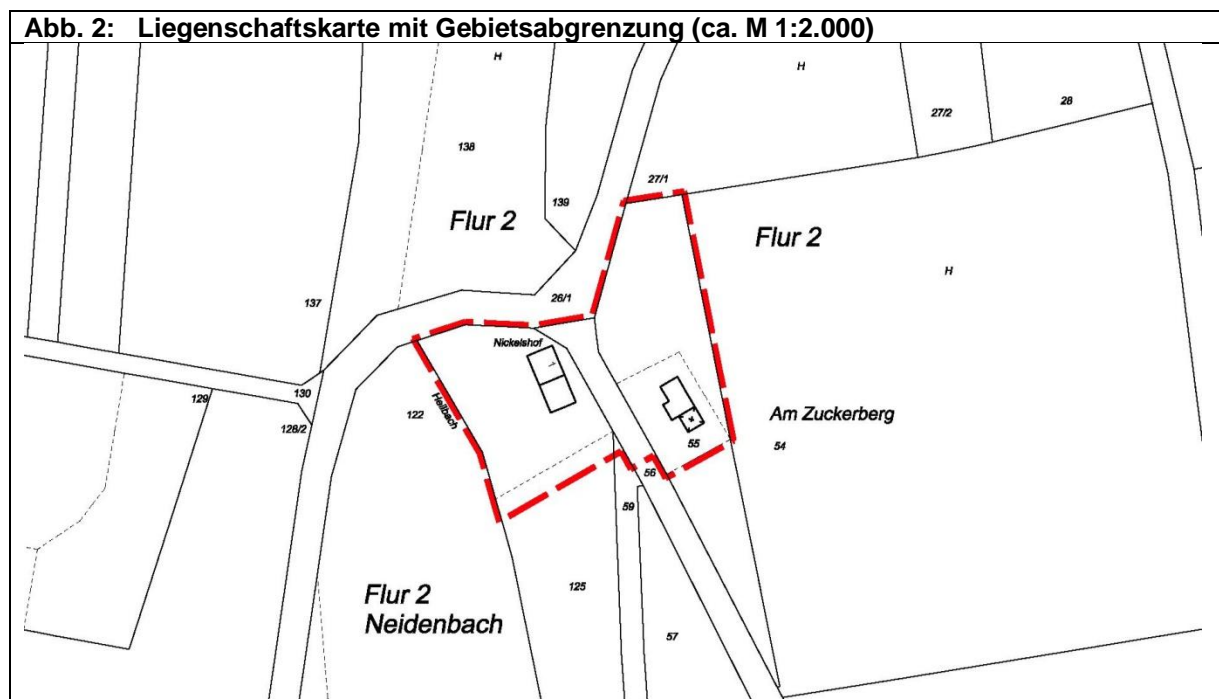 Abb. 2: Liegenschaftskarte mit Gebietsabgrenzung (ca. M 1:2.000)
H
H
28
27/2
138
27/1
139
Flur 2
Flur 2
H
137
26/1
Nickelshof
1
129
130
122
Heilbach
Am Zuckerberg
128/2
55
54
56
59
125
Flur 2
Neidenbach
57